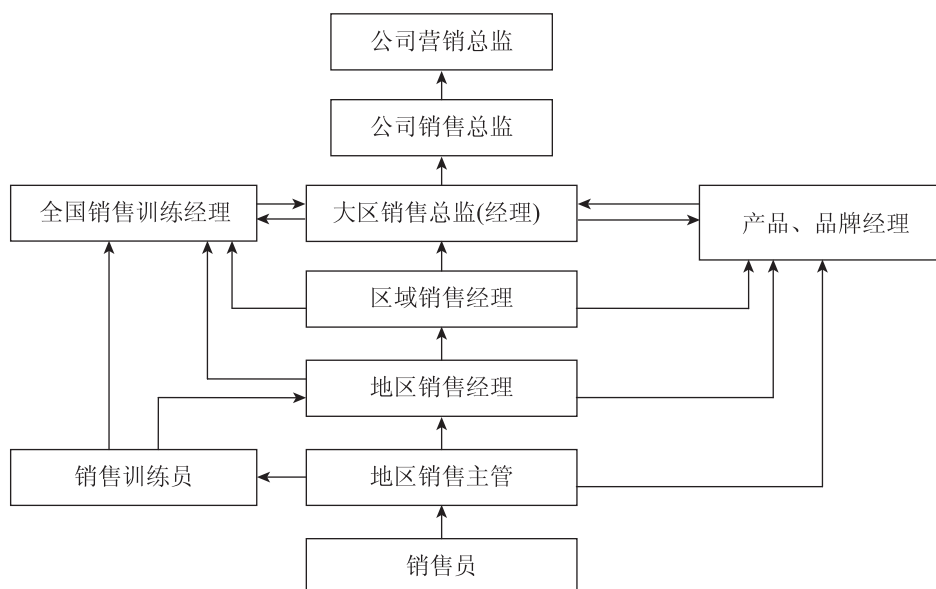 公司营销总监
公司销售总监
全国销售训练经理
大区销售总监(经理)
产品、品牌经理
区域销售经理
地区销售经理
销售训练员
地区销售主管
销售员